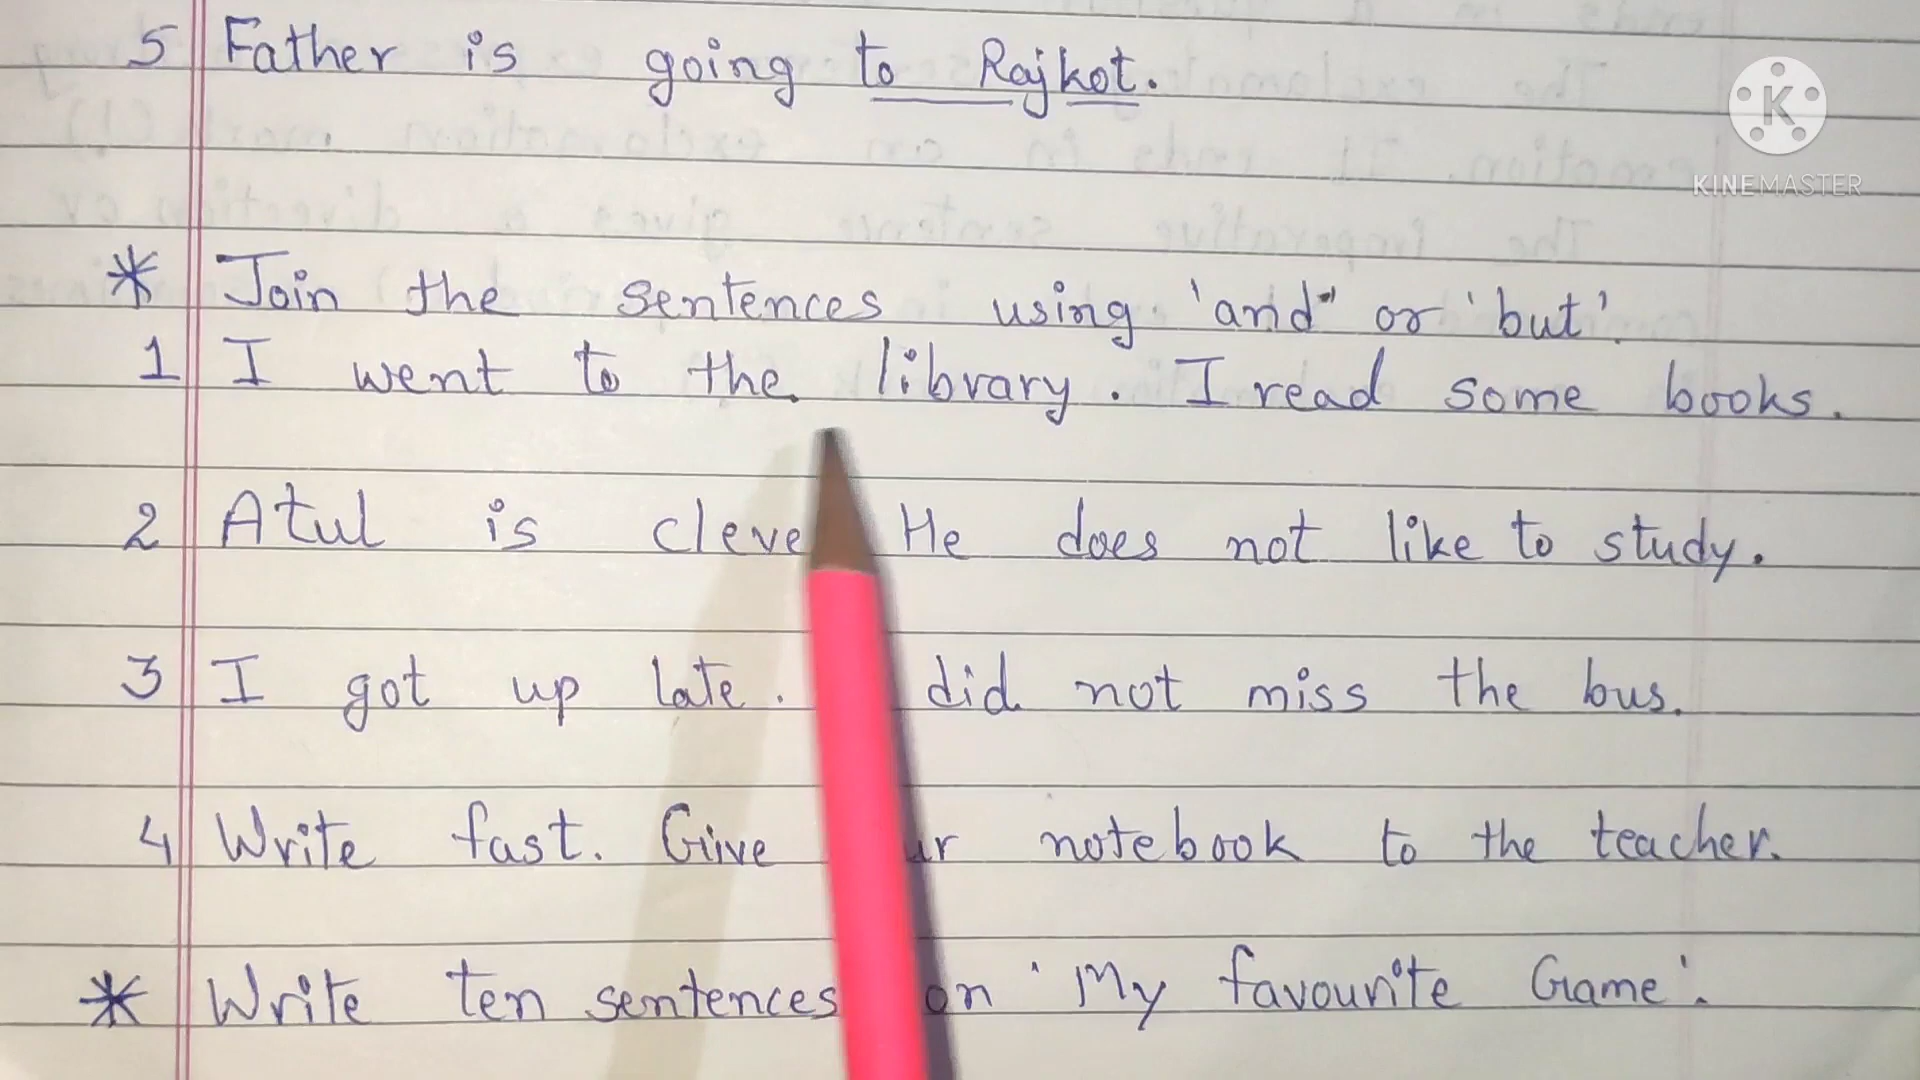 5 Father is going to Rajkot.
KINEMASTER
* Join the sentences using 'and" or 'but'.
1 I went to the library. I read some books.
2 Atul is cleve He does not like to study.
3 I got up late. did not miss the bus.
4 Write fast. Give ur notebook to the teacher.
* Write ten sentences on 'My favourite Game'.